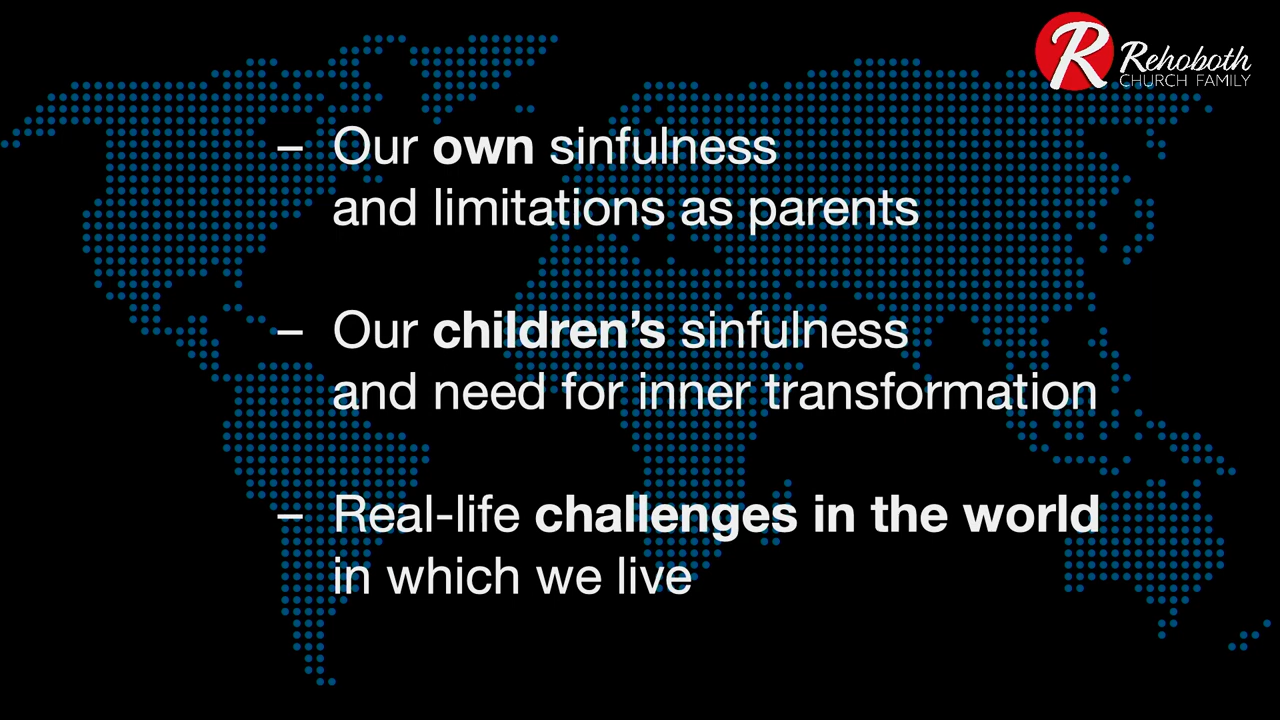 R Rehoboth
CHURCH FAMILY
– Our own sinfulness
and limitations as parents
– Our children’s sinfulness
and need for inner transformation
– Real-life challenges in the world
in which we live